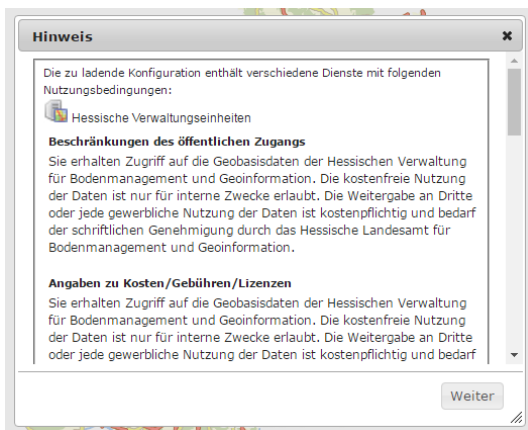 Hinweis
Die zu ladende Konfiguration enthält verschiedene Dienste mit folgenden
Nutzungsbedingungen:
Hessische Verwaltungseinheiten
Beschränkungen des öffentlichen Zugangs
Sie erhalten Zugriff auf die Geobasisdaten der Hessischen Verwaltung
für Bodenmanagement und Geoinformation. Die kostenfreie Nutzung
der Daten ist nur für interne Zwecke erlaubt. Die Weitergabe an Dritte
oder jede gewerbliche Nutzung der Daten ist kostenpflichtig und bedarf
der schriftlichen Genehmigung durch das Hessische Landesamt für
Bodenmanagement und Geoinformation.
Angaben zu Kosten/Gebühren/Lizenzen
Sie erhalten Zugriff auf die Geobasisdaten der Hessischen Verwaltung
für Bodenmanagement und Geoinformation. Die kostenfreie Nutzung
der Daten ist nur für interne Zwecke erlaubt. Die Weitergabe an Dritte
oder jede gewerbliche Nutzung der Daten ist kostenpflichtig und bedarf
Weiter